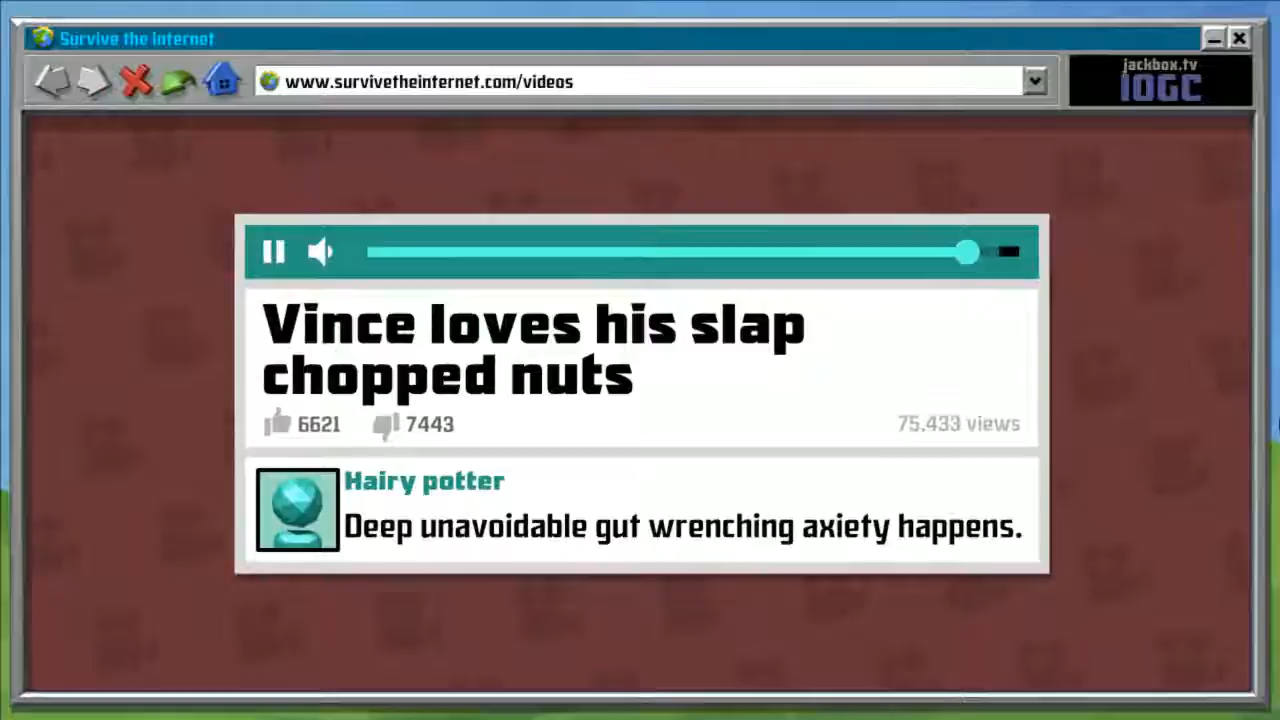 Survive the Internet
www.survivetheinternet.com/videos
jackbox.tv
IOGC
Vince loves his slap
chopped nuts
6621 7443 75,433 views
Hairy potter
Deep unavoidable gut wrenching axiety happens.